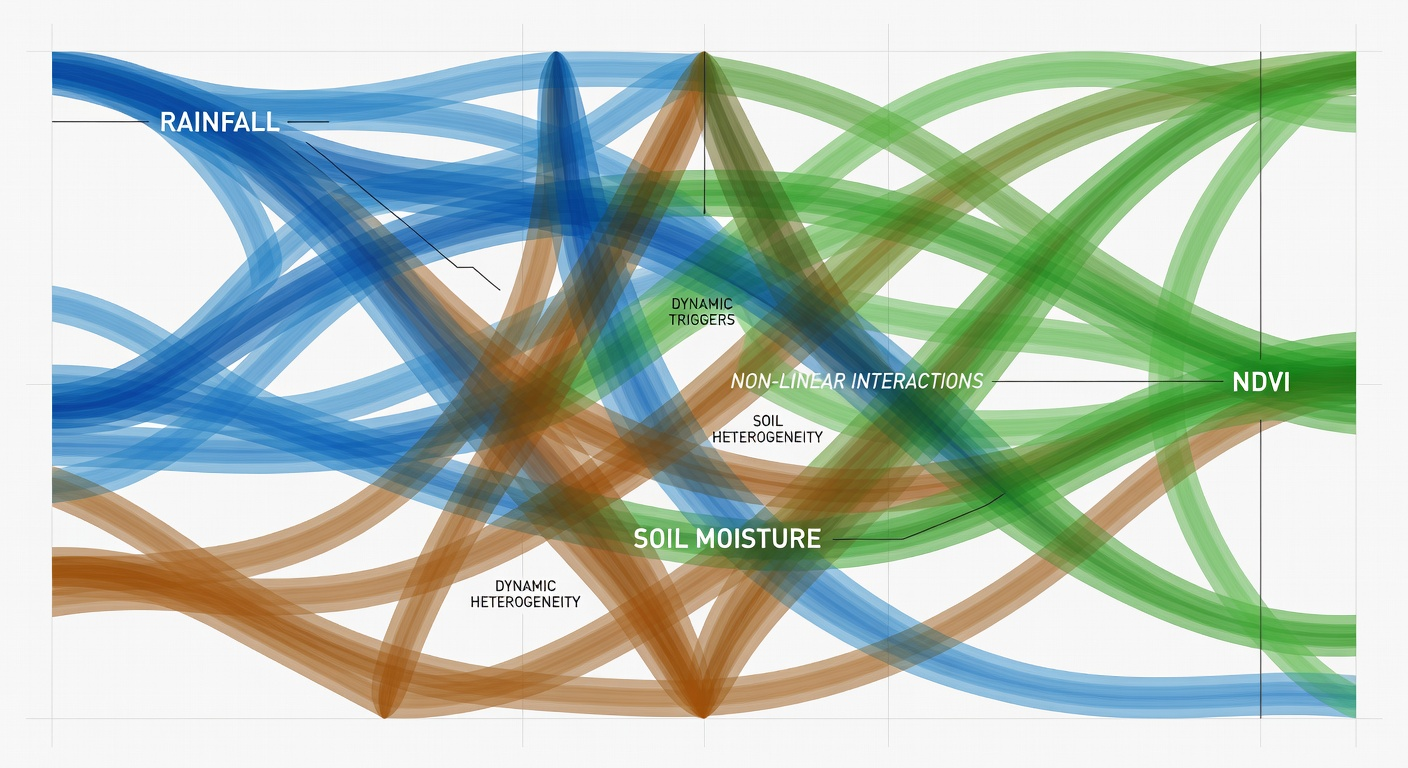 RAINFALL
DYNAMIC
TRIGGERS
NON-LINEAR INTERACTIONS
NDVI
SOIL
HETEROGENEITY
SOIL MOISTURE
DYNAMIC
HETEROGENEITY